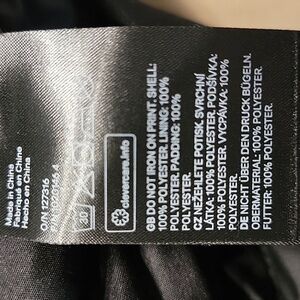 Made in China
Fabriqué en Chine
Hecho en China
O/N 127316
30
clevercare.info
GB DO NOT IRON ON PRINT. SHELL:
100% POLYESTER. LINING: 100%
POLYESTER. PADDING: 100%
POLYESTER.
CZ NEŽEHLETE POTISK. SVRCHNÍ
LÁTKA: 100% POLYESTER. PODŠÍVKA:
100% POLYESTER. VYCPÁVKA: 100%
POLYESTER.
DE NICHT ÜBER DEN DRUCK BÜGELN.
OBERMATERIAL: 100% POLYESTER.
FUTTER: 100% POLYESTER.